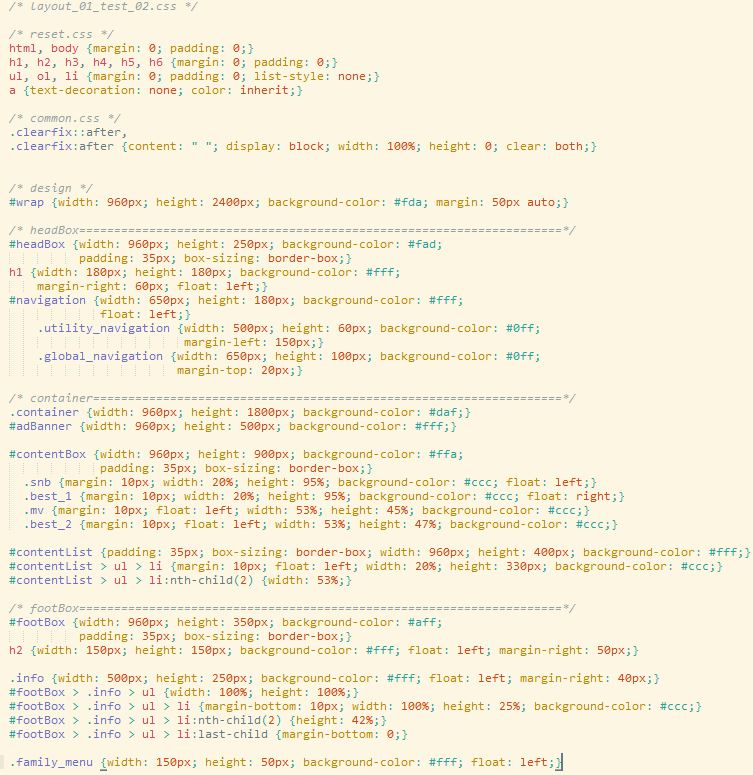 /* layout_01_test_02.css */
/* reset.css */
html, body {margin: 0; padding: 0;}
h1, h2, h3, h4, h5, h6 {margin: 0; padding: 0;}
ul, ol, li {margin: 0; padding: 0; list-style: none;}
a {text-decoration: none; color: inherit;}
/* common.css */
.clearfix::after,
.clearfix:after {content: " "; display: block; width: 100%; height: 0; clear: both;}
/* design */
#wrap {width: 960px; height: 2400px; background-color: #fda; margin: 50px auto;}
/* headBox=====================================================================*/
#headBox {width: 960px; height: 250px; background-color: #fad;
padding: 35px; box-sizing: border-box;}
h1 {width: 180px; height: 180px; background-color: #fff;
margin-right: 60px; float: left;}
#navigation {width: 650px; height: 180px; background-color: #fff;
float: left;}
.utility_navigation {width: 500px; height: 60px; background-color: #0ff;
margin-left: 150px;}
.global_navigation {width: 650px; height: 100px; background-color: #0ff;
margin-top: 20px;}
/* container===================================================================*/
.container {width: 960px; height: 1800px; background-color: #daf;}
#adBanner {width: 960px; height: 500px; background-color: #fff;}
#contentBox {width: 960px; height: 900px; background-color: #ffa;
padding: 35px; box-sizing: border-box;}
.snb {margin: 10px; width: 20%; height: 95%; background-color: #ccc; float: left;}
.best_1 {margin: 10px; width: 20%; height: 95%; background-color: #ccc; float: right;}
.mv {margin: 10px; float: left; width: 53%; height: 45%; background-color: #ccc;}
.best_2 {margin: 10px; float: left; width: 53%; height: 47%; background-color: #ccc;}
#contentList {padding: 35px; box-sizing: border-box; width: 960px; height: 400px; background-color: #fff;}
#contentList > ul > li {margin: 10px; float: left; width: 20%; height: 330px; background-color: #ccc;}
#contentList > ul > li:nth-child(2) {width: 53%;}
/* footBox=====================================================================*/
#footBox {width: 960px; height: 350px; background-color: #aff;
padding: 35px; box-sizing: border-box;}
h2 {width: 150px; height: 150px; background-color: #fff; float: left; margin-right: 50px;}
.info {width: 500px; height: 250px; background-color: #fff; float: left; margin-right: 40px;}
#footBox > .info > ul {width: 100%; height: 100%;}
#footBox > .info > ul > li {margin-bottom: 10px; width: 100%; height: 25%; background-color: #ccc;}
#footBox > .info > ul > li:nth-child(2) {height: 42%;}
#footBox > .info > ul > li:last-child {margin-bottom: 0;}
.family_menu {width: 150px; height: 50px; background-color: #fff; float: left;}